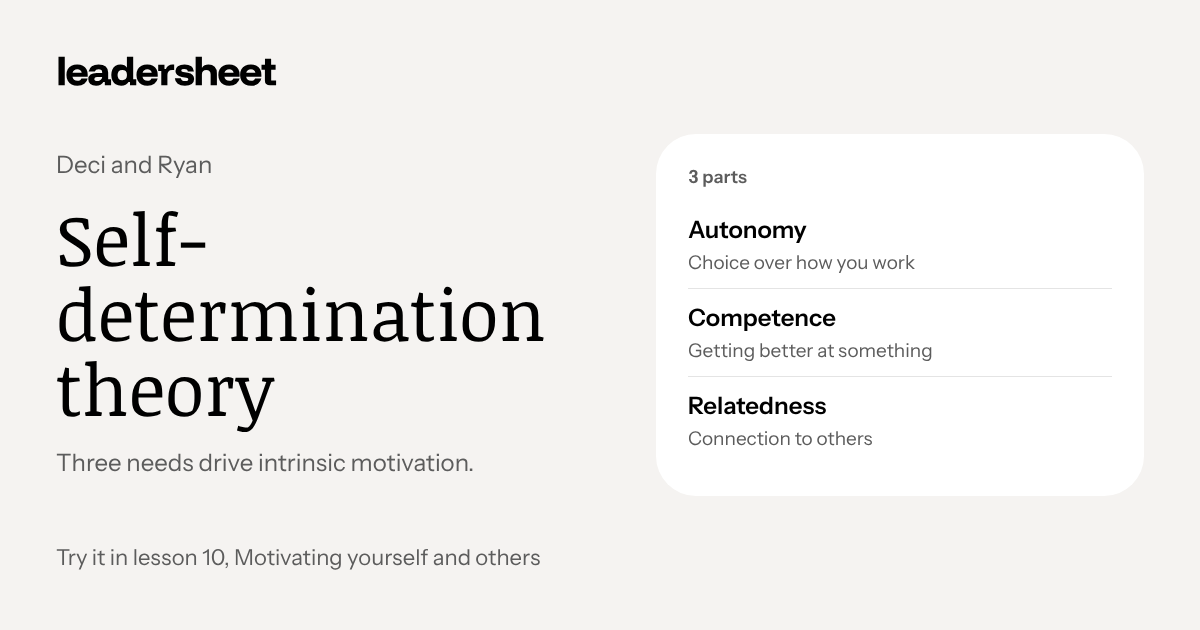 leadersheet
Deci and Ryan
Self-
determination
theory
Three needs drive intrinsic motivation.
Try it in lesson 10, Motivating yourself and others
3 parts
Autonomy
Choice over how you work
Competence
Getting better at something
Relatedness
Connection to others